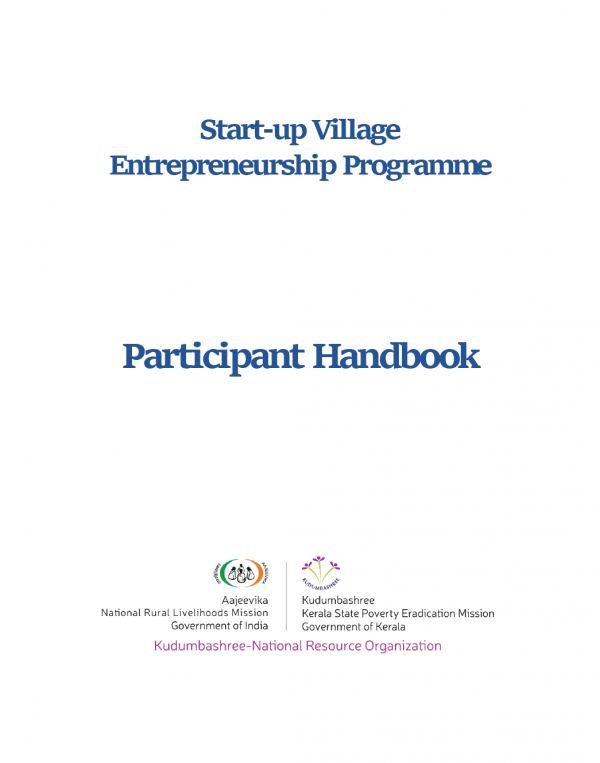 Start-up Village
Entrepreneurship Programme
Participant Handbook
KUDUMBASHREE
Aajeevika
National Rural Livelihoods Mission
Government of India
Kudumbashree
Kerala State Poverty Eradication Mission
Government of Kerala
Kudumbashree-National Resource Organization